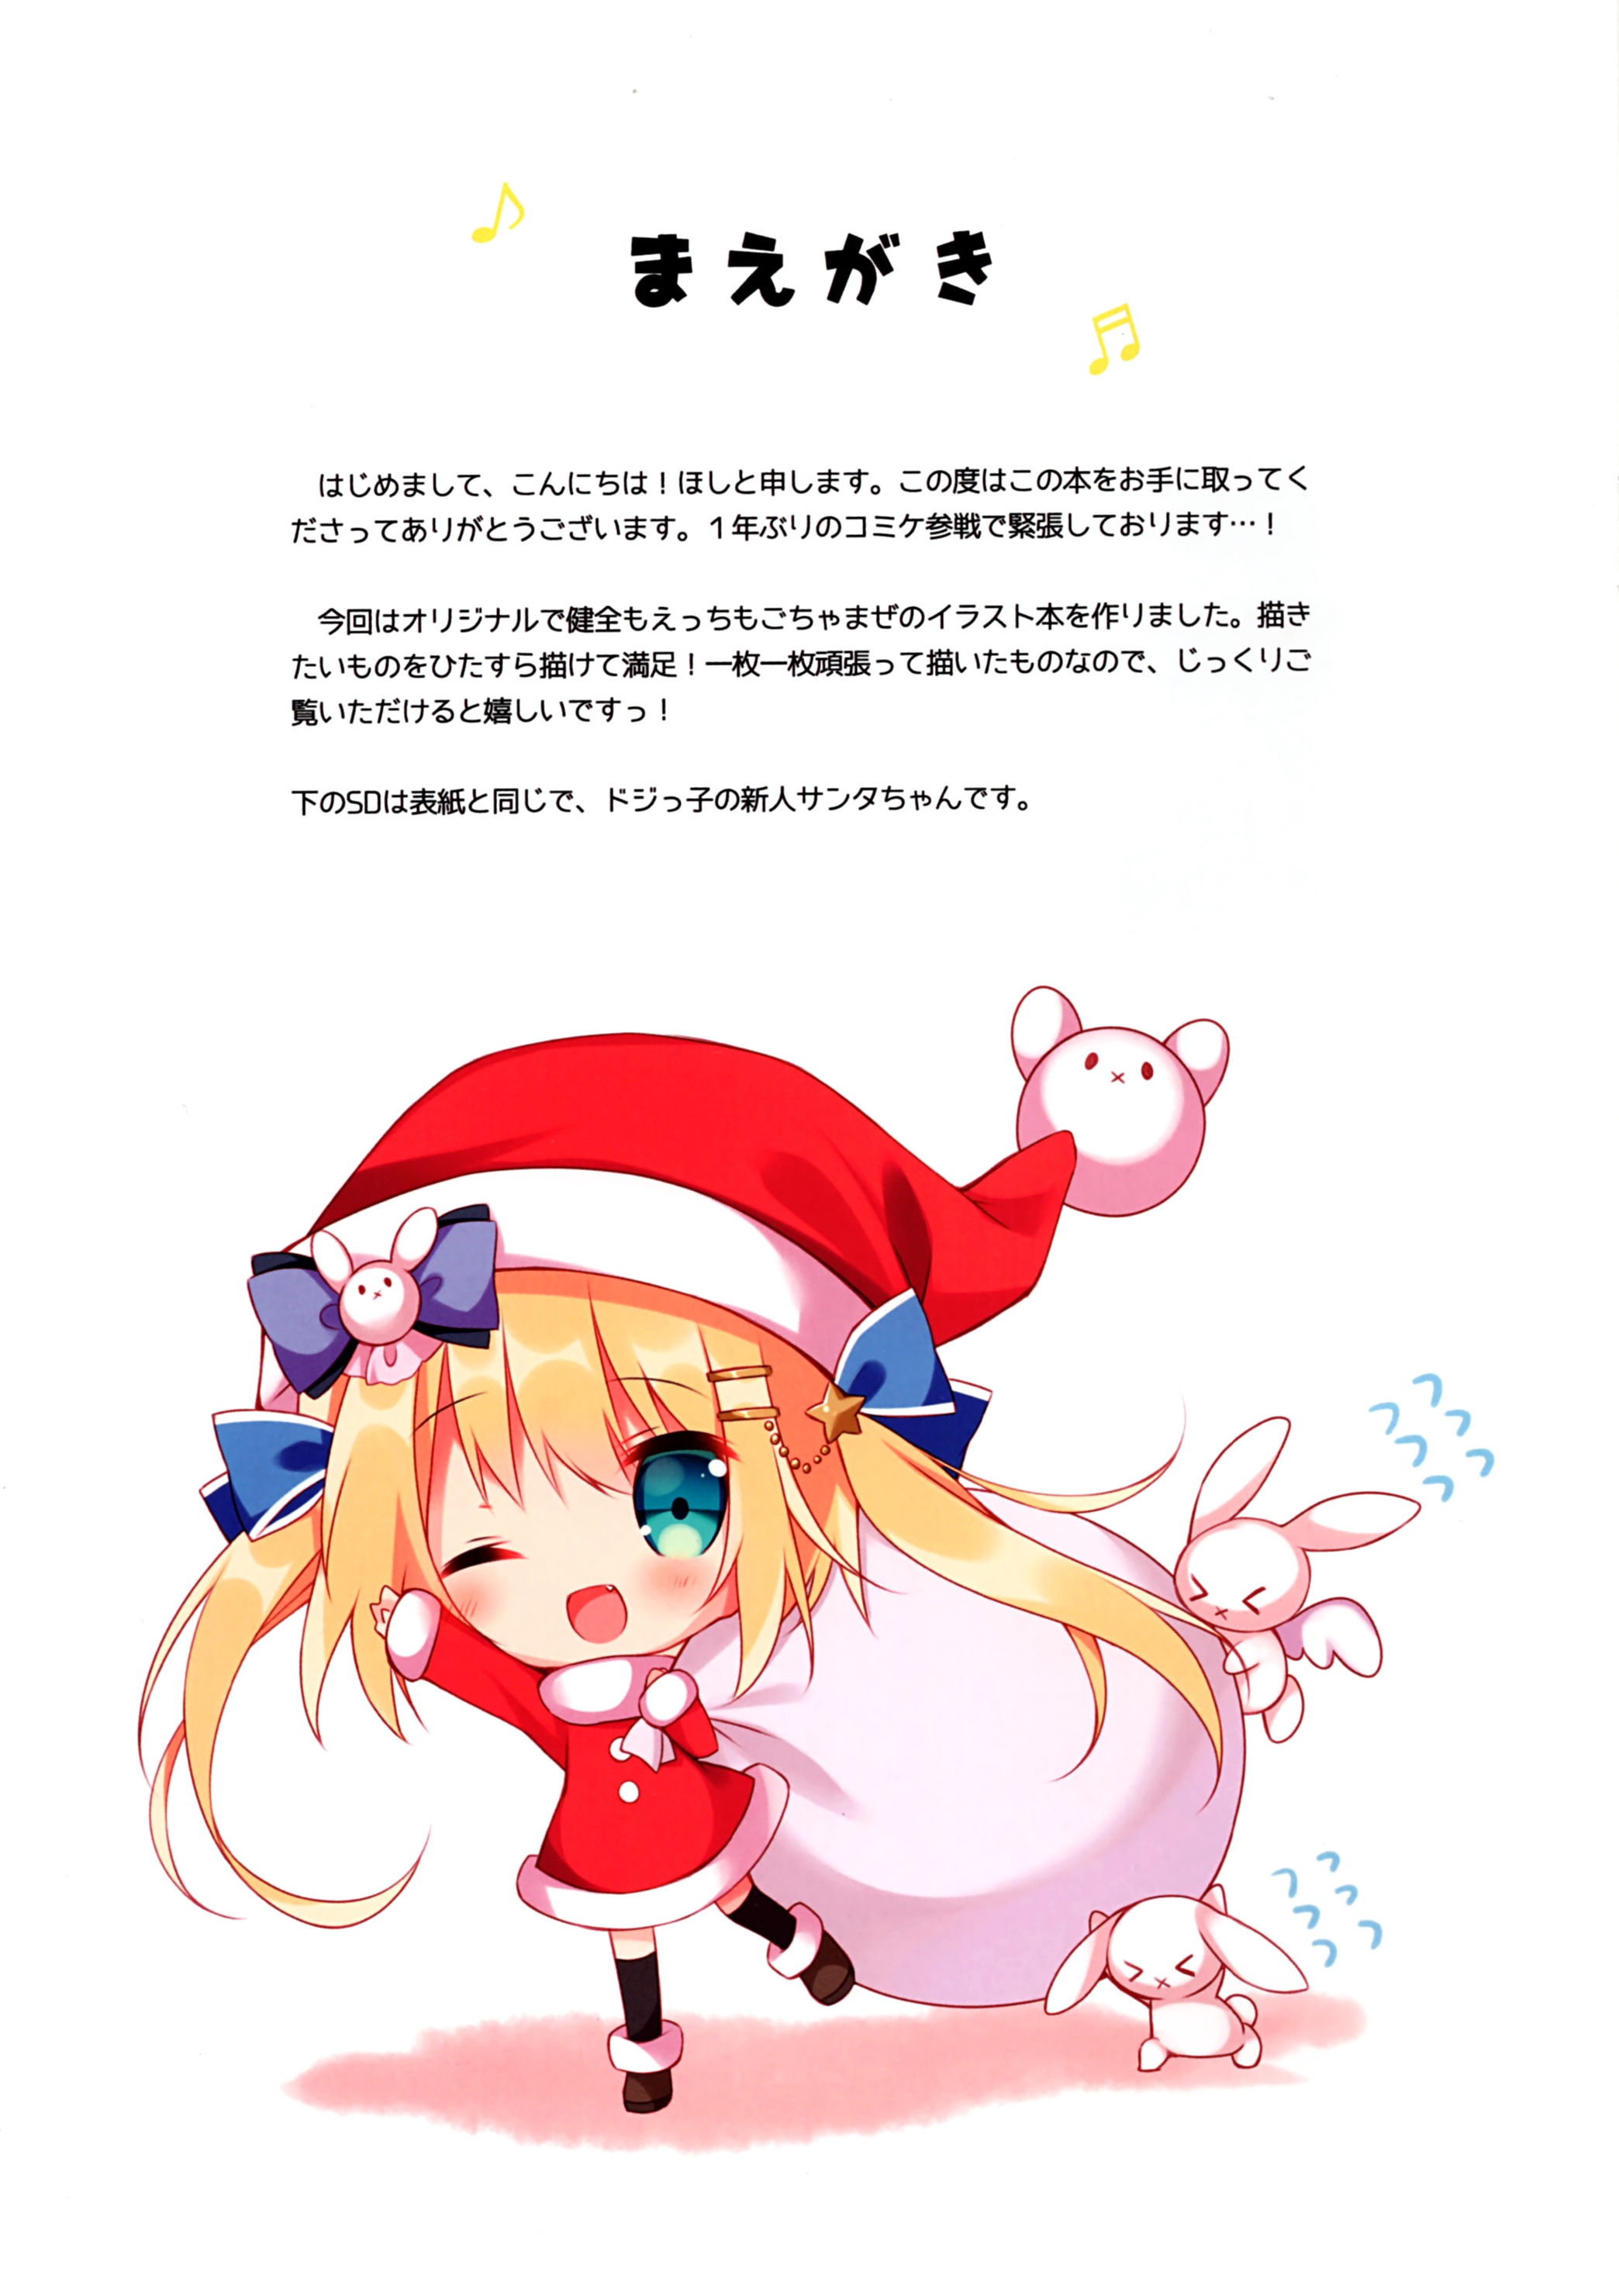 まえがき
はじめまして、こんにちは！ほしと申します。この度はこの本をお手に取ってく
ださってありがとうございます。１年ぶりのコミケ参戦で緊張しております…！
今回はオリジナルで健全もえっちもごちゃまぜのイラスト本を作りました。描き
たいものをひたすら描けて満足！一枚一枚頑張って描いたものなので、じっくりご
覧いただけると嬉しいですっ！
下のSDは表紙と同じで、ドジっ子の新人サンタちゃんです。